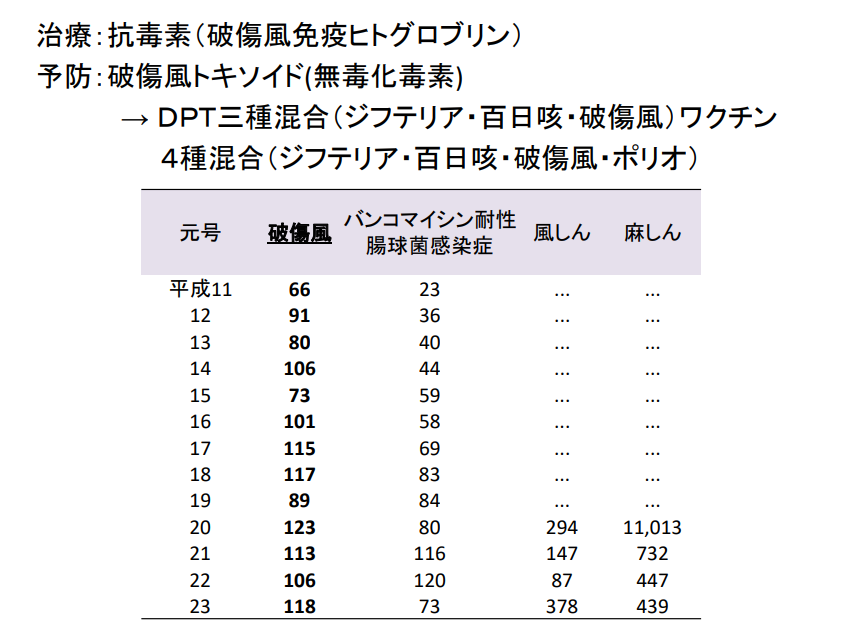 治療：抗毒素（破傷風免疫ヒトグロブリン）
予防：破傷風トキソイド(無毒化毒素)
→ ＤＰＴ三種混合（ジフテリア・百日咳・破傷風）ワクチン
４種混合（ジフテリア・百日咳・破傷風・ポリオ）
元号 破傷風 バンコマイシン耐性腸球菌感染症 風しん 麻しん
平成11 66 23 … …
12 91 36 … …
13 80 40 … …
14 106 44 … …
15 73 59 … …
16 101 58 … …
17 115 69 … …
18 117 83 … …
19 89 84 … …
20 123 80 294 11,013
21 113 116 147 732
22 106 120 87 447
23 118 73 378 439